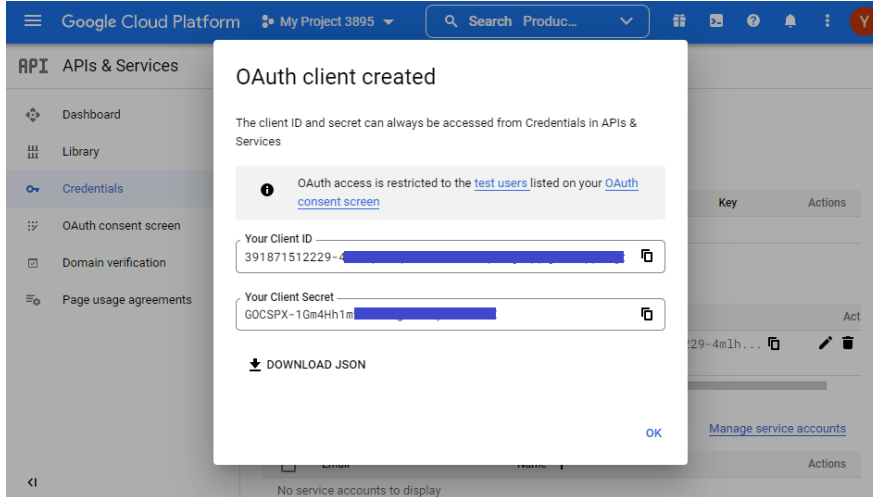 Google Cloud Platform
My Project 3895
Search Produc...
Y
API APIs & Services
Dashboard
Library
Credentials
OAuth consent screen
Domain verification
Page usage agreements
OAuth client created
The client ID and secret can always be accessed from Credentials in APIs &
Services
OAuth access is restricted to the test users listed on your OAuth
consent screen
Your Client ID
391871512229-4
Your Client Secret
GOCSPX-1Gm4Hh1m
DOWNLOAD JSON
OK
Key Actions
Act
29-4mlh...
Manage service accounts
Email Name Actions
No service accounts to display